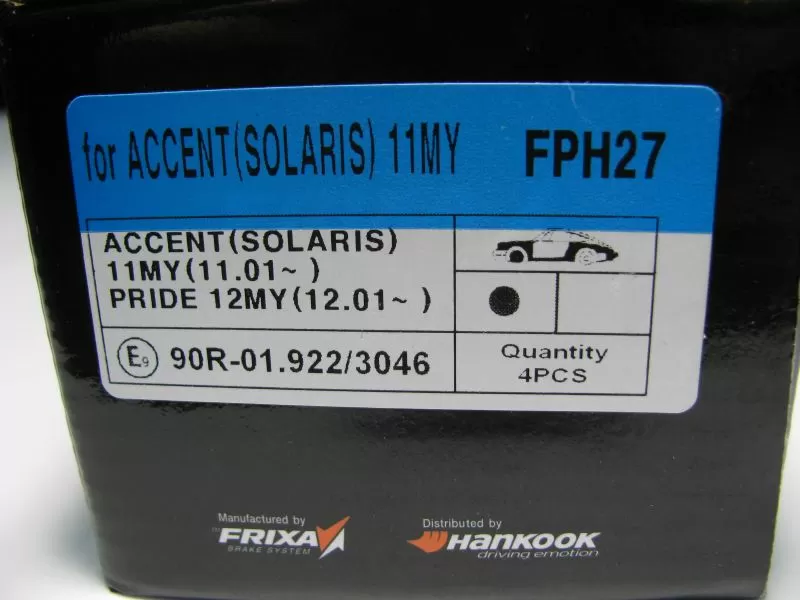 for ACCENT(SOLARIS) 11MY FPH27
ACCENT(SOLARIS)
11MY(11.01~ )
PRIDE 12MY(12.01~ )
E9 90R-01.922/3046
Quantity
4PCS
Manufactured by
FRIXA
BRAKE SYSTEM
Distributed by
HANKOOK
driving emotion